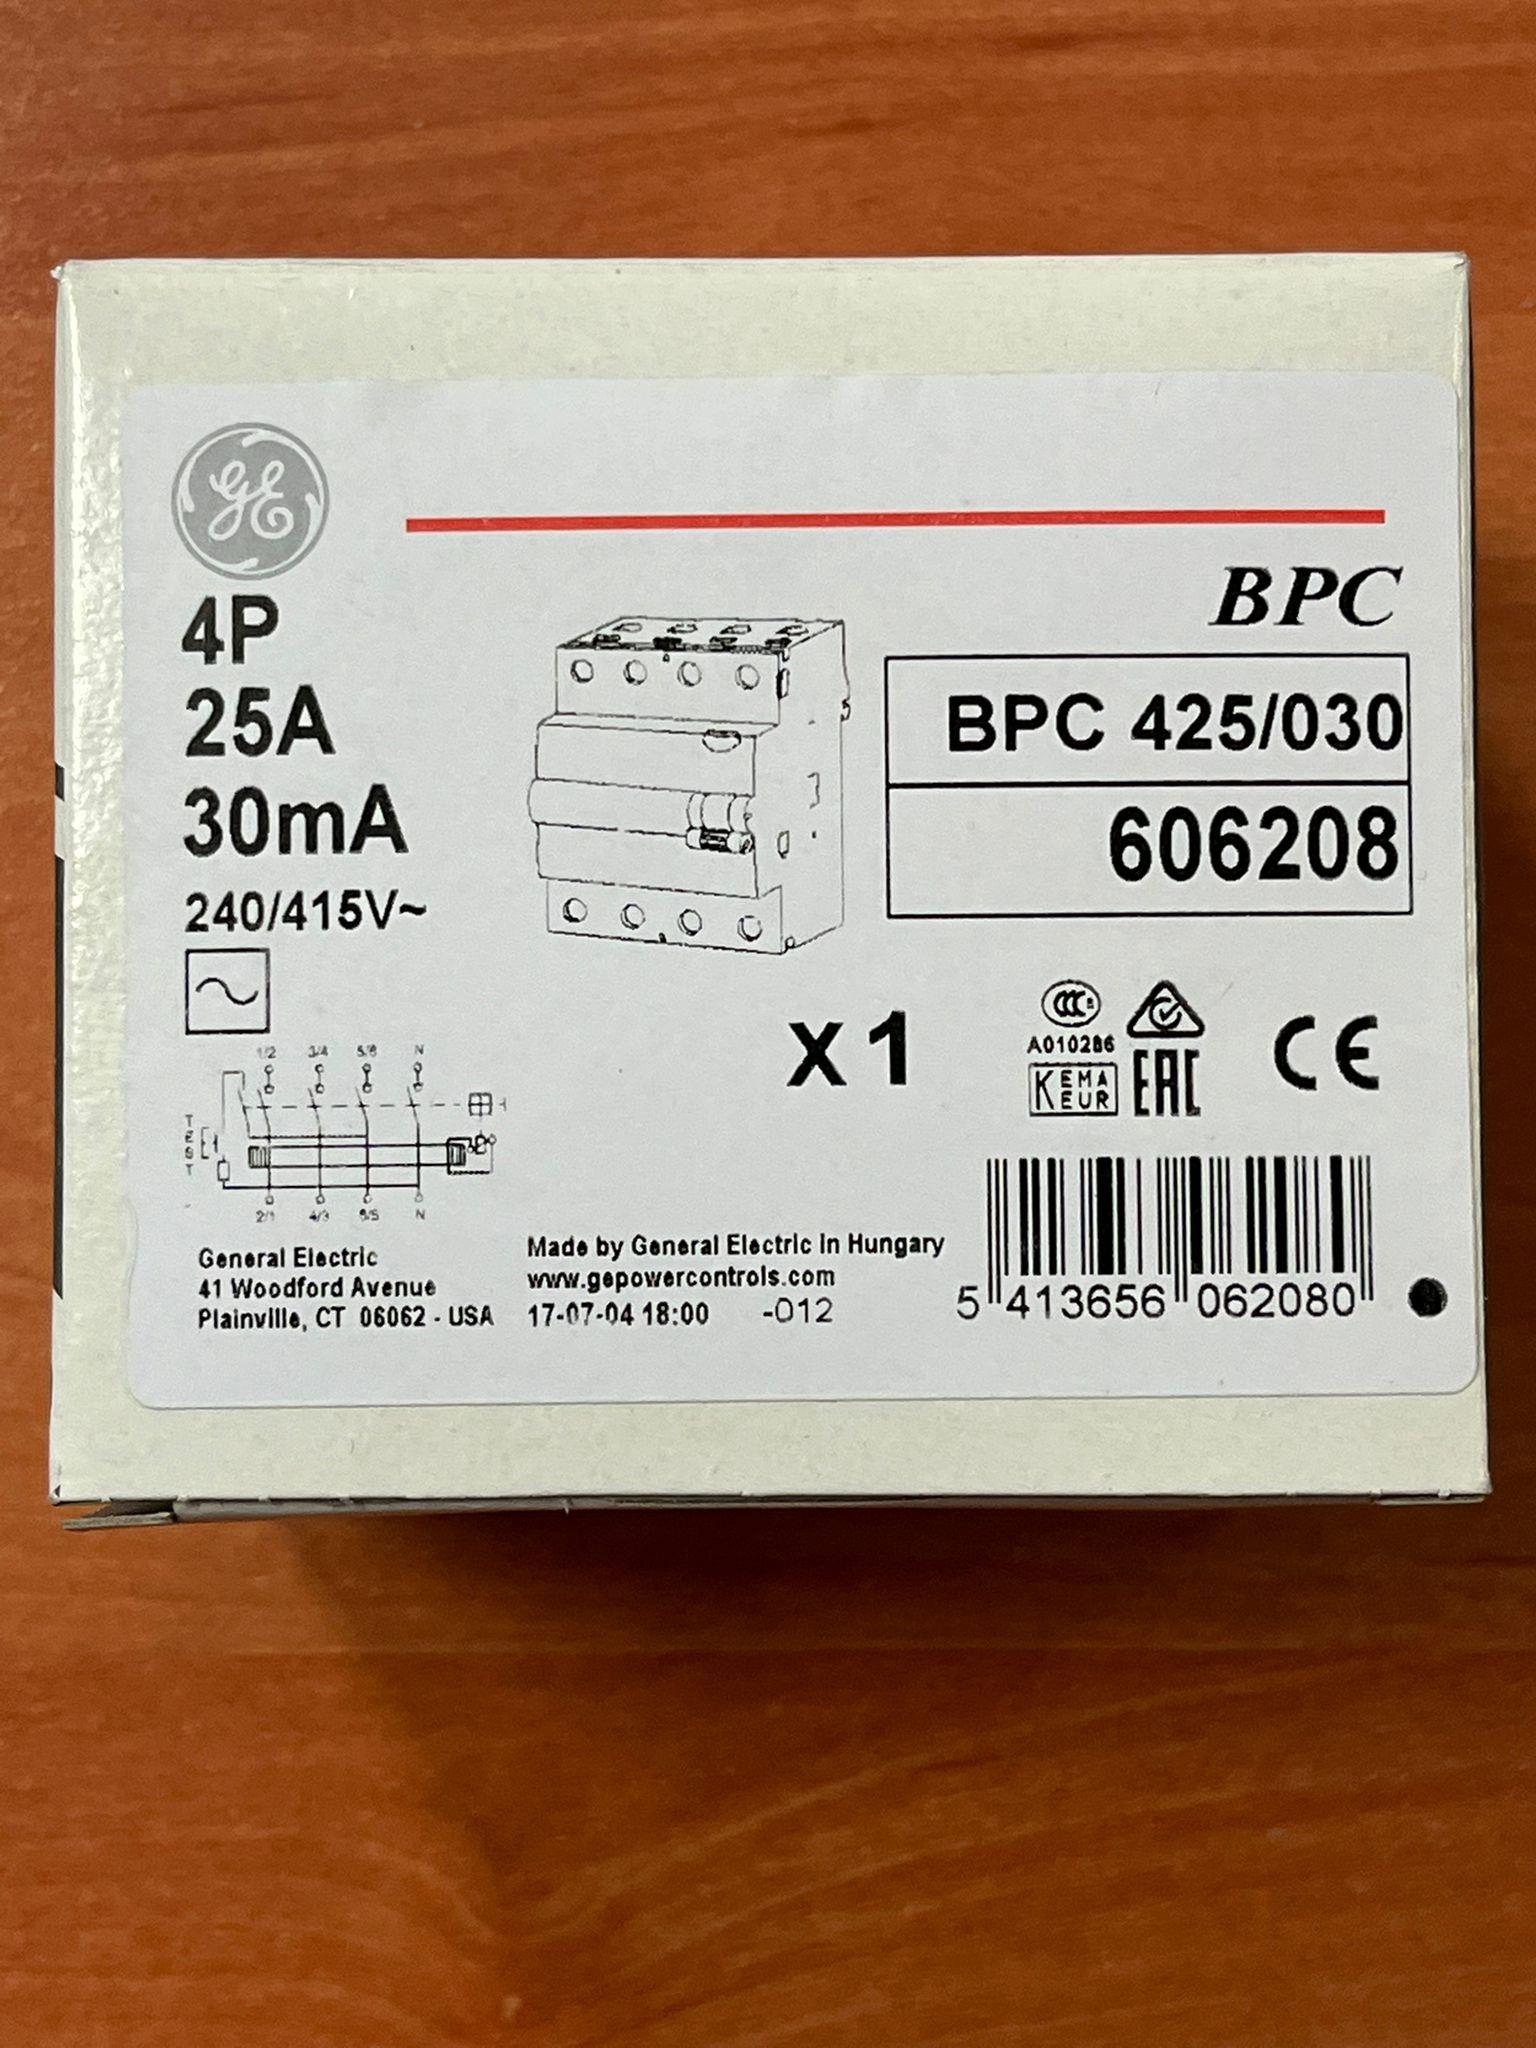 GE
4P
25A
30mA
240/415V~
BPC
BPC 425/030
606208
x 1
CCC
A010286
KEMA
EUR
EAC
CE
1/2 3/4 5/6 N
TEST
2/1 4/3 6/5 N
General Electric
41 Woodford Avenue
Plainville, CT 06062 - USA
Made by General Electric in Hungary
www.gepowercontrols.com
17-07-04 18:00 -012
5 413656 062080